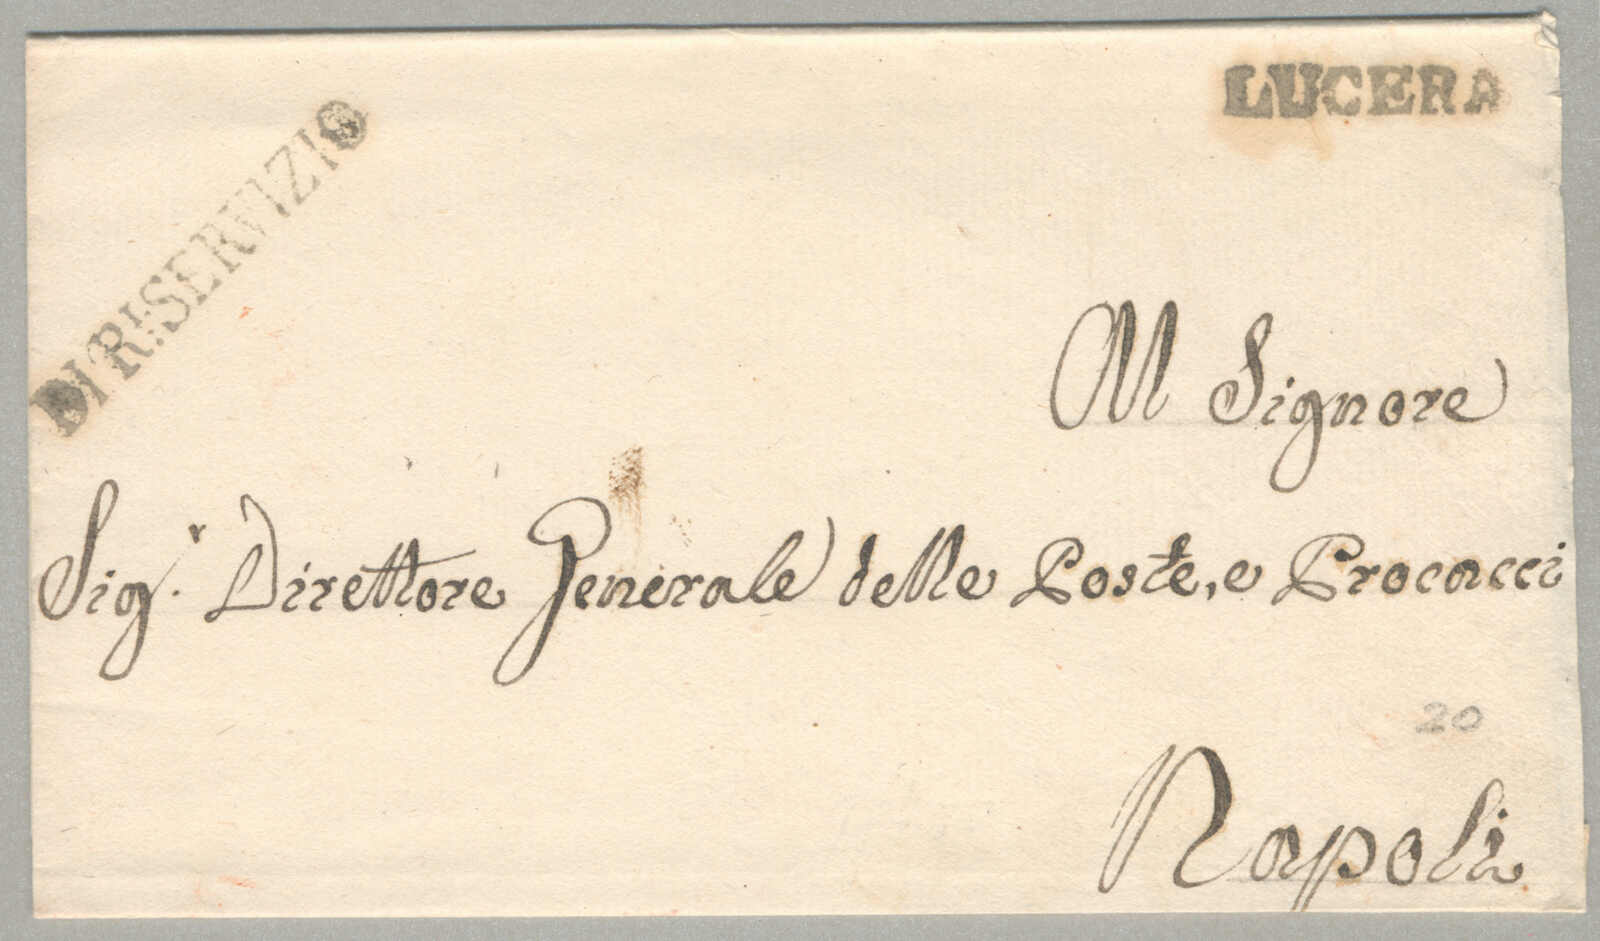 LUCERA
DI R! SERVIZIO
Al Signore
Sig.r Direttore Generale delle Poste, e Procacci
20
Napoli